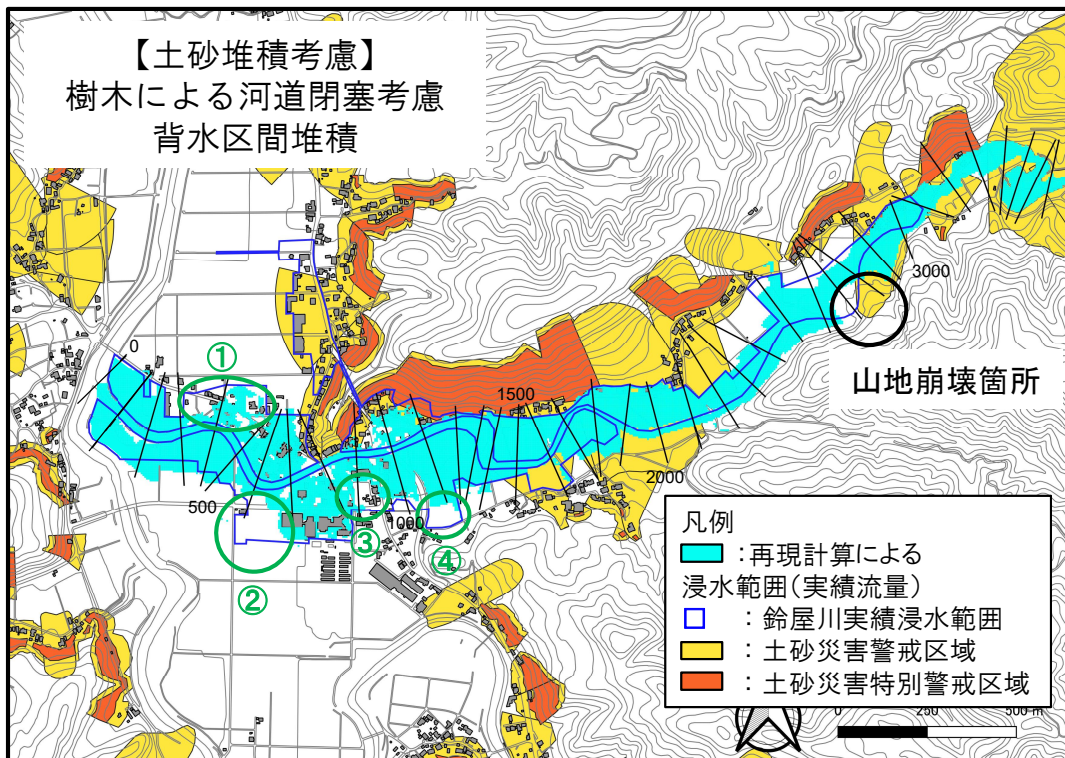 【土砂堆積考慮】
樹木による河道閉塞考慮
背水区間堆積
0
①
500
②
③
1000
④
1500
2000
3000
山地崩壊箇所
凡例
:再現計算による
浸水範囲(実績流量)
:鈴屋川実績浸水範囲
:土砂災害警戒区域
:土砂災害特別警戒区域
0 250 500 m